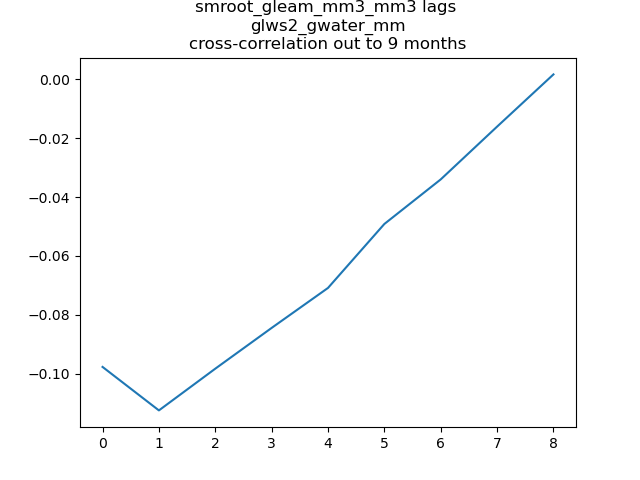 smroot_gleam_mm3_mm3 lags
glws2_gwater_mm
cross-correlation out to 9 months
0.00
−0.02
−0.04
−0.06
−0.08
−0.10
0 1 2 3 4 5 6 7 8